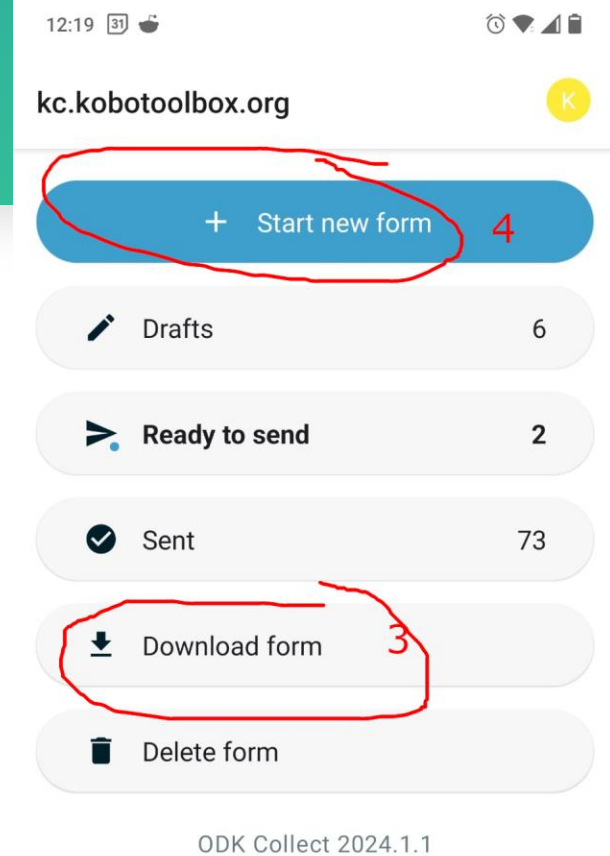 12:19 31
kc.kobotoolbox.org K
+ Start new form 4
Drafts 6
Ready to send 2
Sent 73
Download form 3
Delete form
ODK Collect 2024.1.1